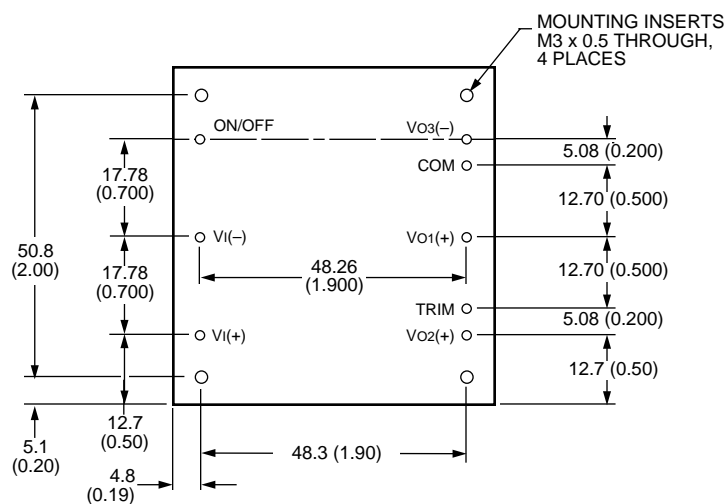 MOUNTING INSERTS
M3 x 0.5 THROUGH,
4 PLACES
ON/OFF
VO3(–)
5.08 (0.200)
COM
17.78
(0.700)
12.70 (0.500)
50.8
(2.00)
VI(–)
VO1(+)
48.26
(1.900)
17.78
(0.700)
12.70 (0.500)
TRIM
5.08 (0.200)
VI(+)
VO2(+)
12.7 (0.50)
12.7
(0.50)
5.1
(0.20)
48.3 (1.90)
4.8
(0.19)